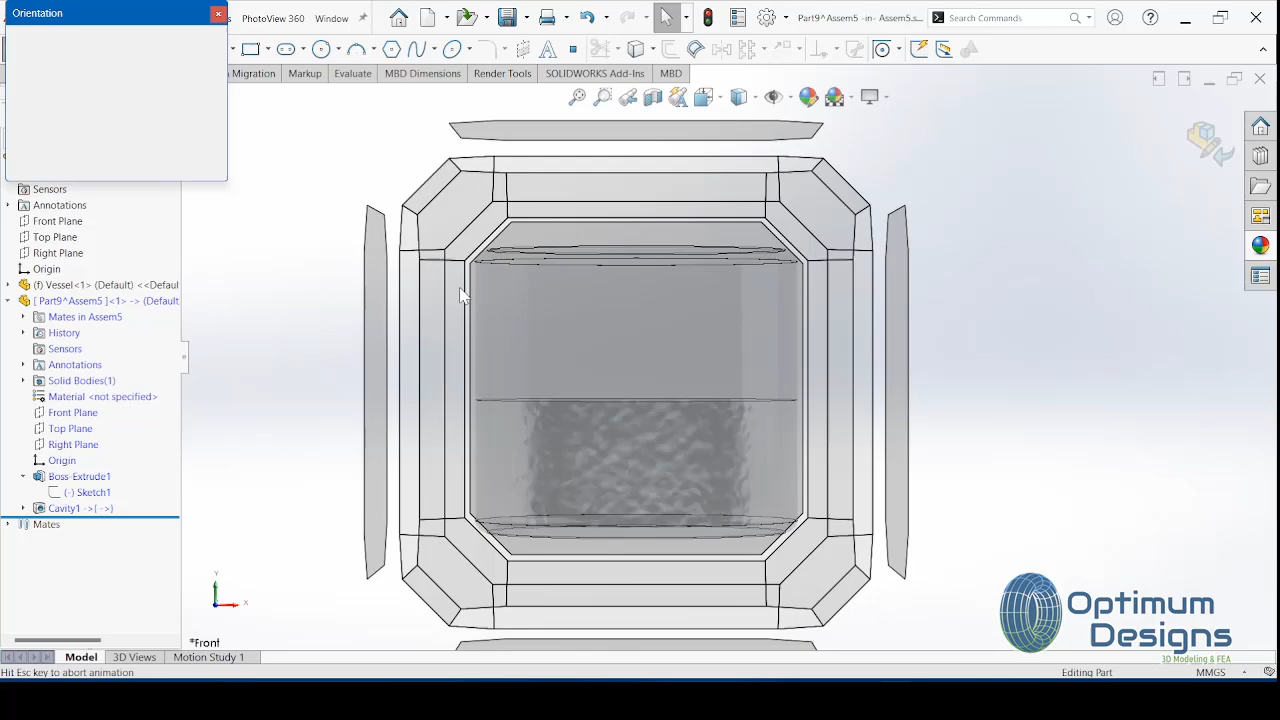 Orientation
PhotoView 360
Window
Part9^Assem5 -in- Assem5.s...
Search Commands
Migration
Markup
Evaluate
MBD Dimensions
Render Tools
SOLIDWORKS Add-Ins
MBD
Sensors
Annotations
Front Plane
Top Plane
Right Plane
Origin
(f) Vessel<1> (Default) <<Defaul
[ Part9^Assem5 ]<1> -> (Default
Mates in Assem5
History
Sensors
Annotations
Solid Bodies(1)
Material <not specified>
Front Plane
Top Plane
Right Plane
Origin
Boss-Extrude1
(-) Sketch1
Cavity1 ->{ ->}
Mates
Y
X
*Front
Optimum
Designs
3D Modeling & FEA
Model
3D Views
Motion Study 1
Hit Esc key to abort animation
Editing Part
MMGS